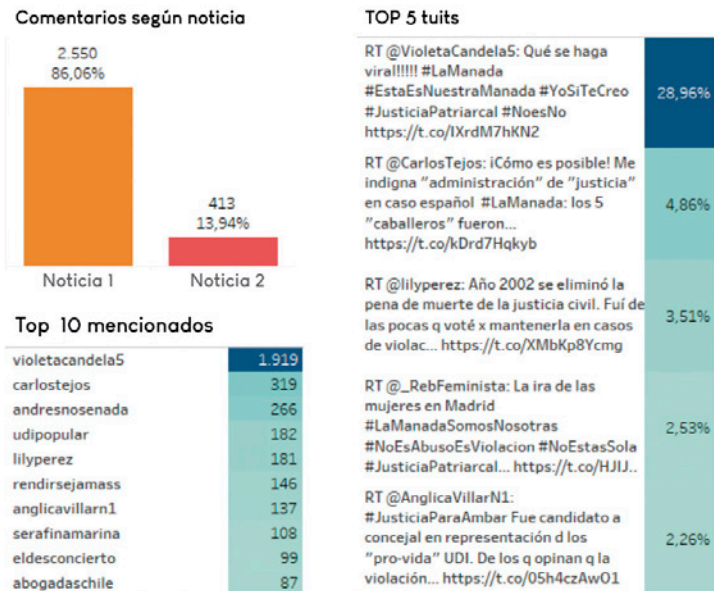 Comentarios según noticia
2.550
86,06%
413
13,94%
Noticia 1
Noticia 2
Top 10 mencionados
violetacandela5 1.919
carlostejos 319
andresnosenada 266
udipopular 182
lilyperez 181
rendirsejamass 146
anglicavillarn1 137
serafinamarina 108
eldesconcierto 99
abogadaschile 87
TOP 5 tuits
RT @VioletaCandela5: Qué se haga
viral!!!!! #LaManada
#EstaEsNuestraManada #YoSiTeCreo
#JusticiaPatriarcal #NoesNo
https://t.co/IXrdM7hKN2
28,96%
RT @CarlosTejos: ¡Cómo es posible! Me
indigna "administración" de "justicia"
en caso español #LaManada: los 5
"caballeros" fueron...
https://t.co/kDrd7Hqkyb
4,86%
RT @lilyperez: Año 2002 se eliminó la
pena de muerte de la justicia civil. Fuí de
las pocas q voté x mantenerla en casos
de violac... https://t.co/XMbKp8Ycmg
3,51%
RT @_RebFeminista: La ira de las
mujeres en Madrid
#LaManadaSomosNosotras
#NoEsAbusoEsViolacion #NoEstasSola
#JusticiaPatriarcal... https://t.co/HJIJ..
2,53%
RT @AnglicaVillarN1:
#JusticiaParaAmbar Fue candidato a
concejal en representación d los
"pro-vida" UDI. De los q opinan q la
violación... https://t.co/05h4czAwO1
2,26%